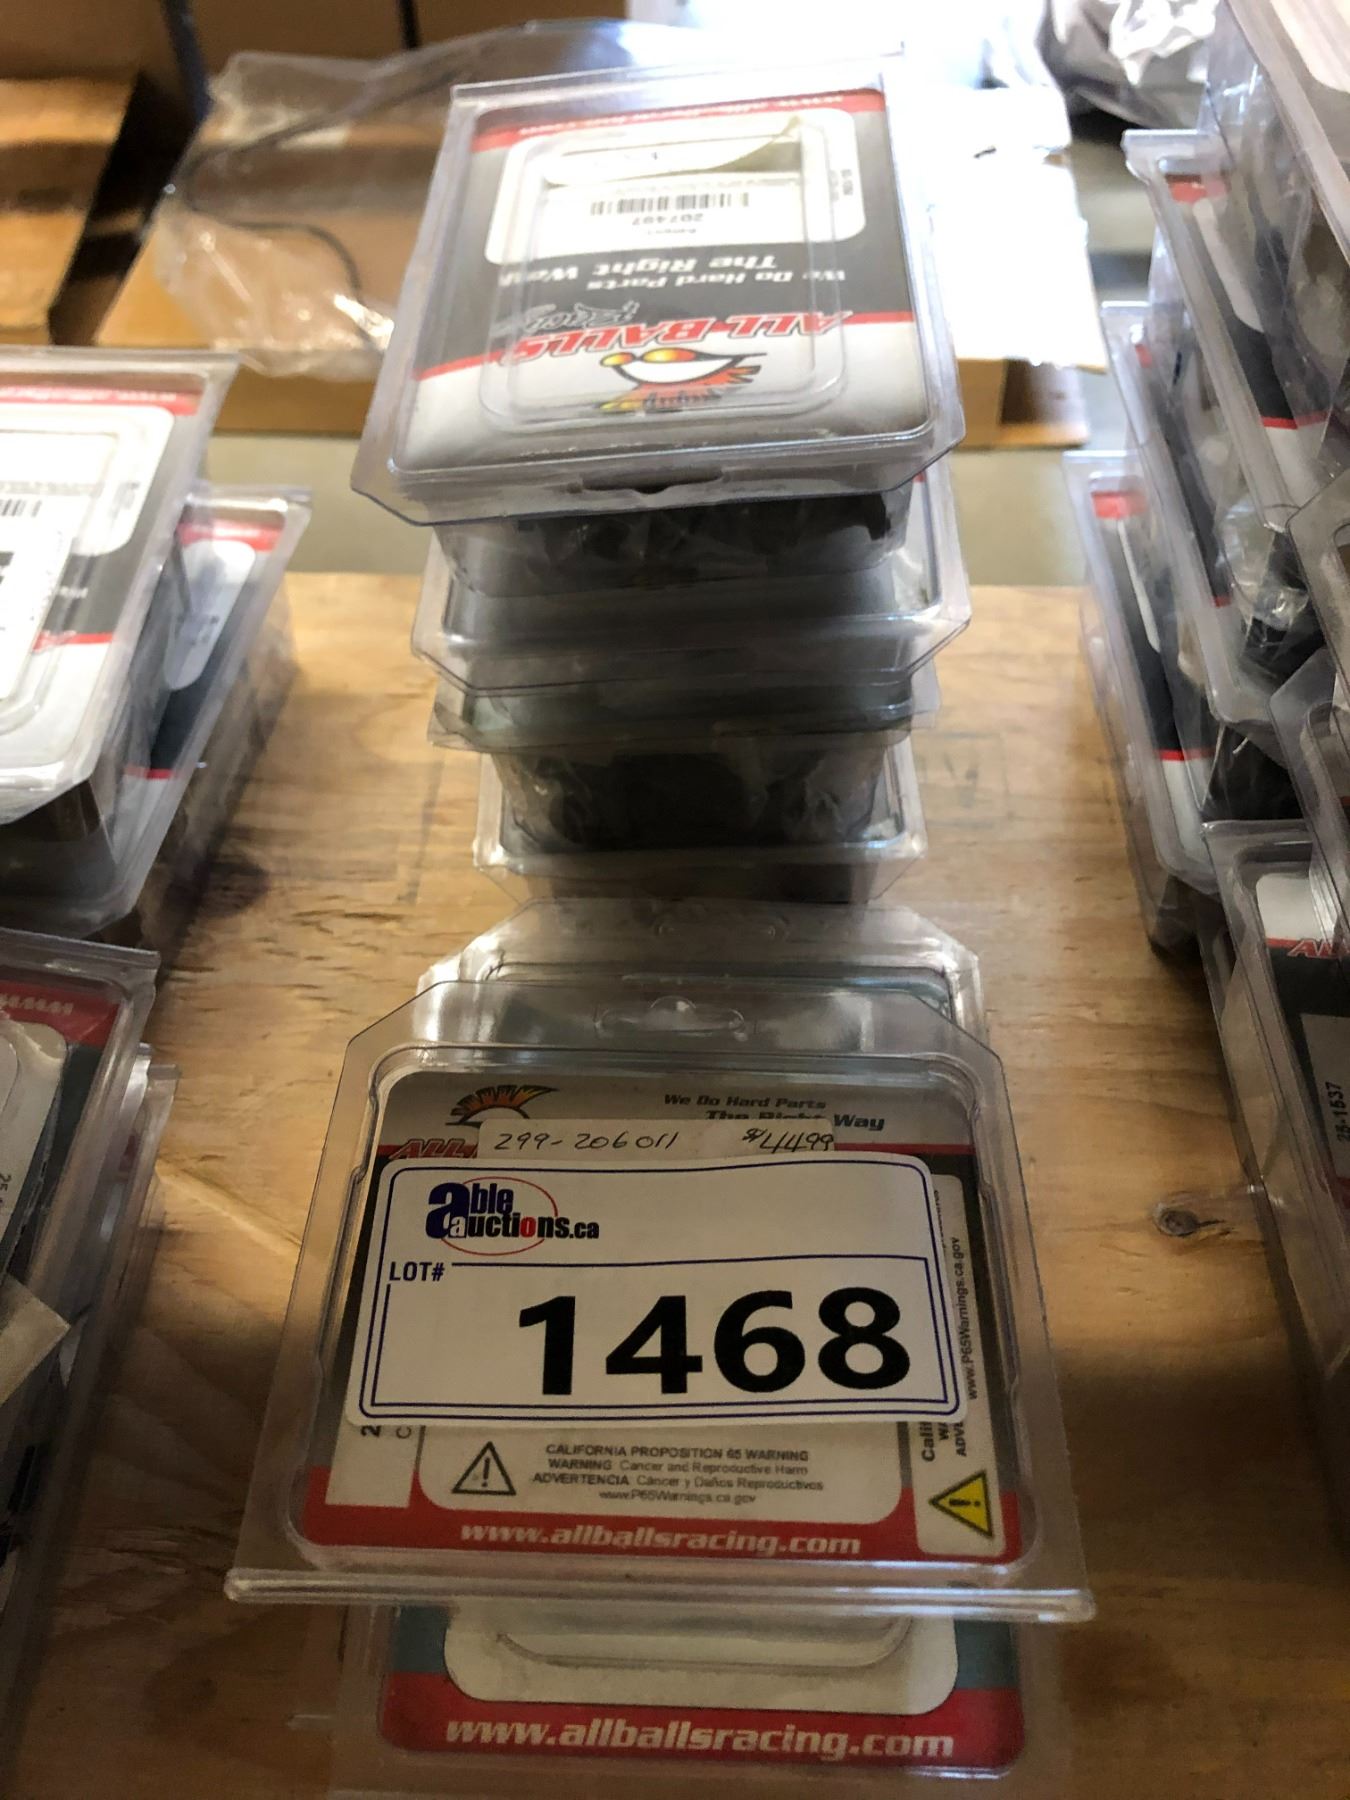 207497
We Do Hard Parts
The Right Way
ALL BALLS
We Do Hard Parts
The Right Way
299-206011 $44.99
able
auctions.ca
LOT#
1468
www.P65Warnings.ca.gov
CALIFORNIA PROPOSITION 65 WARNING
WARNING Cancer and Reproductive Harm
ADVERTENCIA Cáncer y Daños Reproductivos
www.P65Warnings.ca.gov
www.allballsracing.com
www.allballsracing.com
25-1537